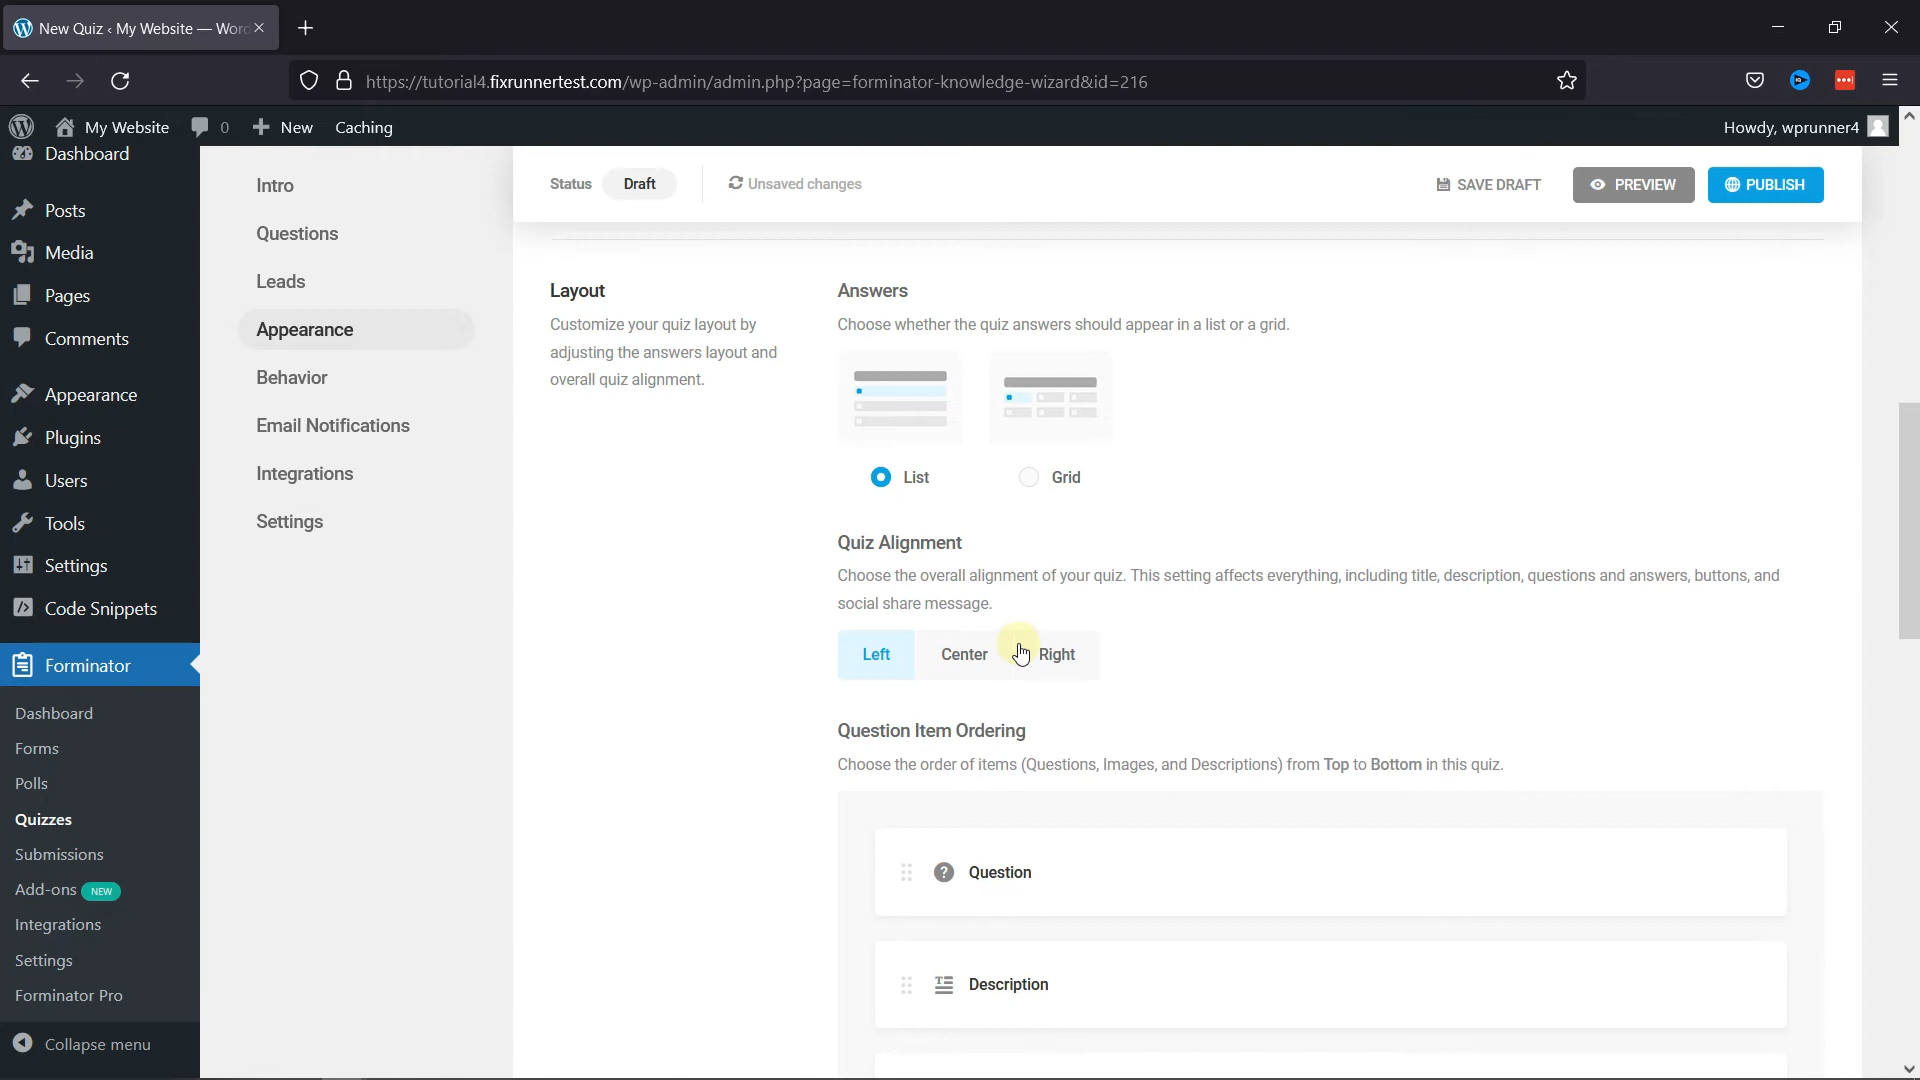 New Quiz ‹ My Website — Word
https://tutorial4.fixrunnertest.com/wp-admin/admin.php?page=forminator-knowledge-wizard&id=216
My Website 0 New Caching Howdy, wprunner4
Dashboard
Posts
Media
Pages
Comments
Appearance
Plugins
Users
Tools
Settings
Code Snippets
Forminator
Dashboard
Forms
Polls
Quizzes
Submissions
Add-ons NEW
Integrations
Settings
Forminator Pro
Collapse menu
Intro
Questions
Leads
Appearance
Behavior
Email Notifications
Integrations
Settings
Status Draft Unsaved changes SAVE DRAFT PREVIEW PUBLISH
Layout
Customize your quiz layout by
adjusting the answers layout and
overall quiz alignment.
Answers
Choose whether the quiz answers should appear in a list or a grid.
List Grid
Quiz Alignment
Choose the overall alignment of your quiz. This setting affects everything, including title, description, questions and answers, buttons, and
social share message.
Left Center Right
Question Item Ordering
Choose the order of items (Questions, Images, and Descriptions) from Top to Bottom in this quiz.
Question
Description